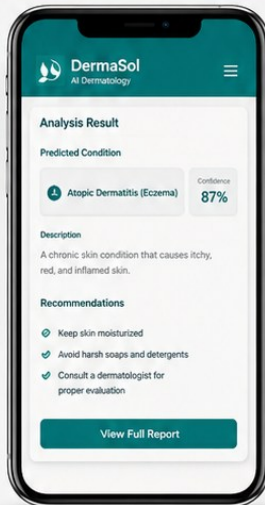 DermaSol
AI Dermatology
Analysis Result
Predicted Condition
Atopic Dermatitis (Eczema)
Confidence
87%
Description
A chronic skin condition that causes itchy,
red, and inflamed skin.
Recommendations
Keep skin moisturized
Avoid harsh soaps and detergents
Consult a dermatologist for
proper evaluation
View Full Report